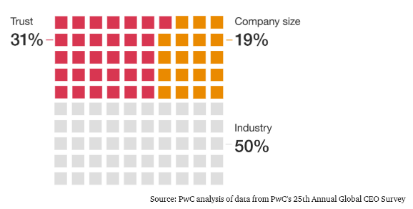 Trust
31%
Company size
19%
Industry
50%
Source: PwC analysis of data from PwC's 25th Annual Global CEO Survey